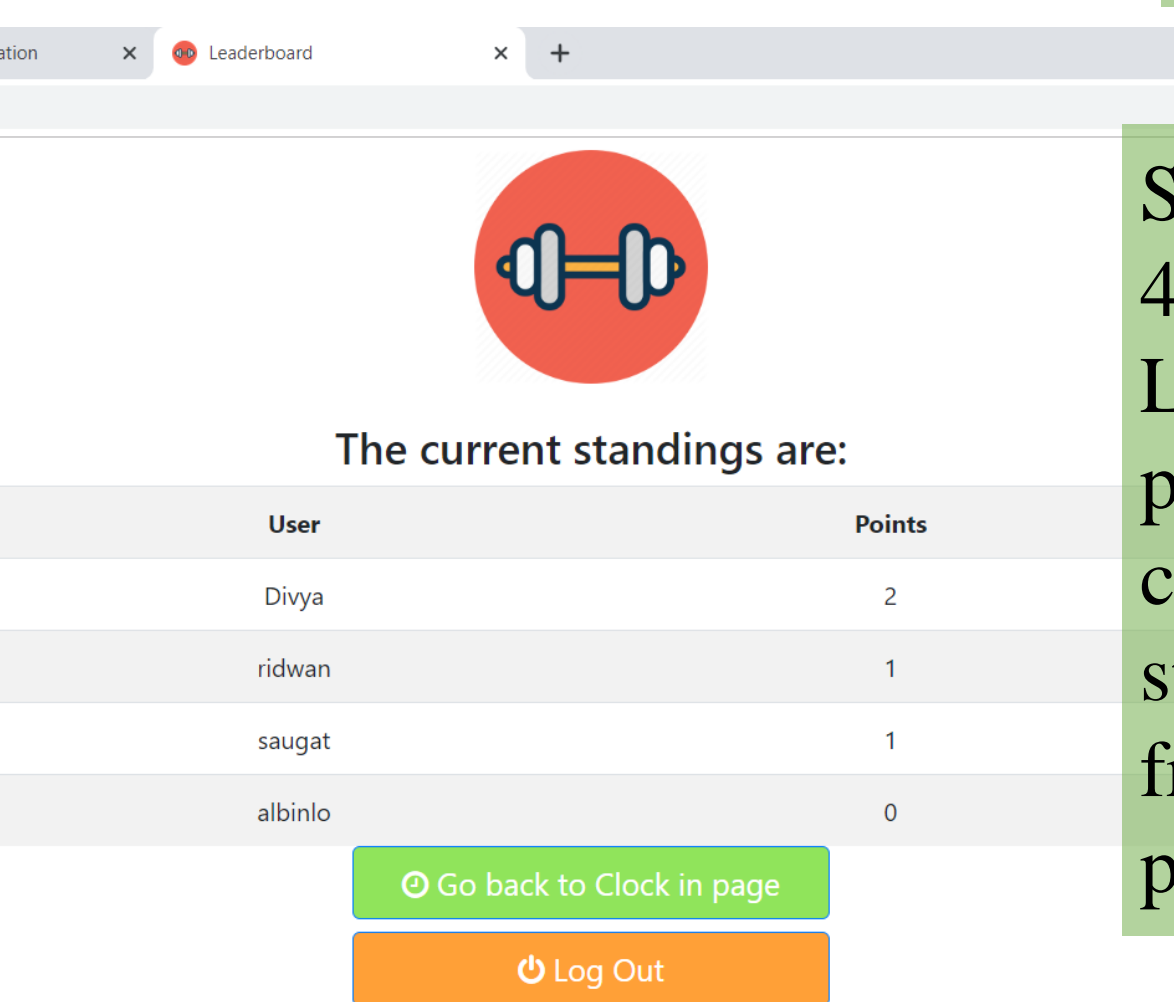 Leaderboard
The current standings are:
User Points
Divya 2
ridwan 1
saugat 1
albinlo 0
Go back to Clock in page
Log Out